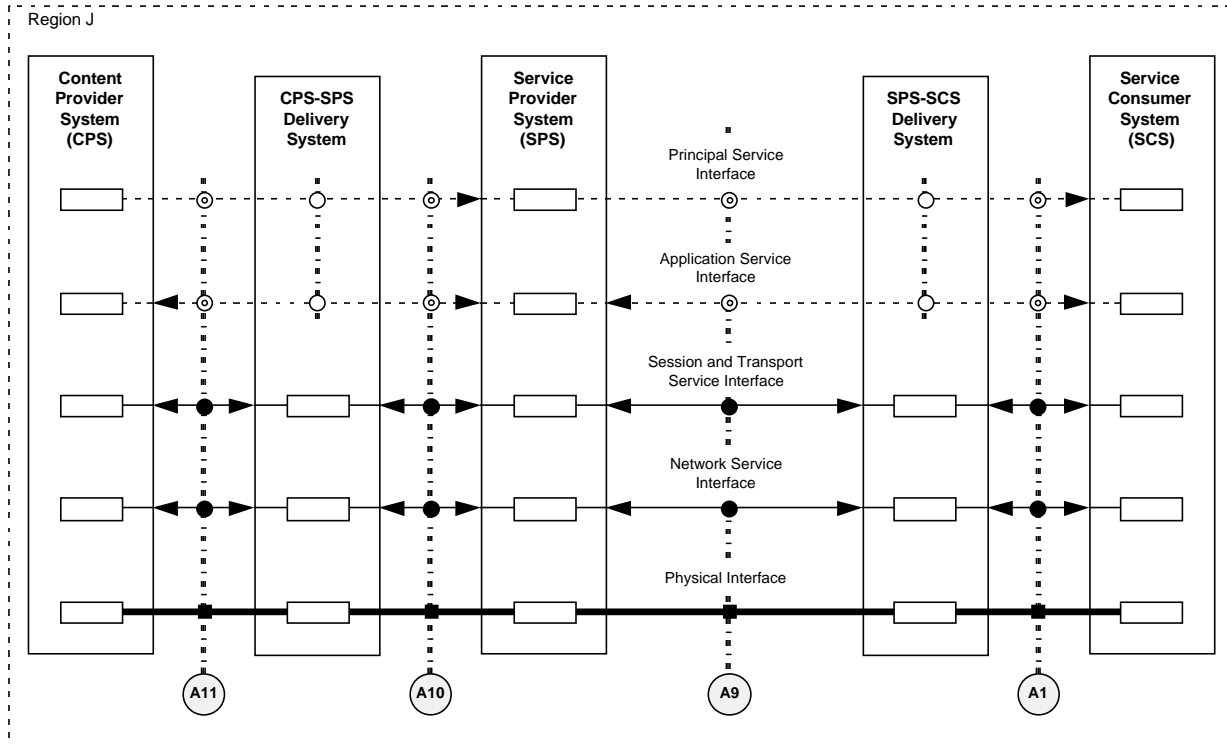 Region J
Content
Provider
System
(CPS)
CPS-SPS
Delivery
System
Service
Provider
System
(SPS)
SPS-SCS
Delivery
System
Service
Consumer
System
(SCS)
Principal Service
Interface
Application Service
Interface
Session and Transport
Service Interface
Network Service
Interface
Physical Interface
A11
A10
A9
A1